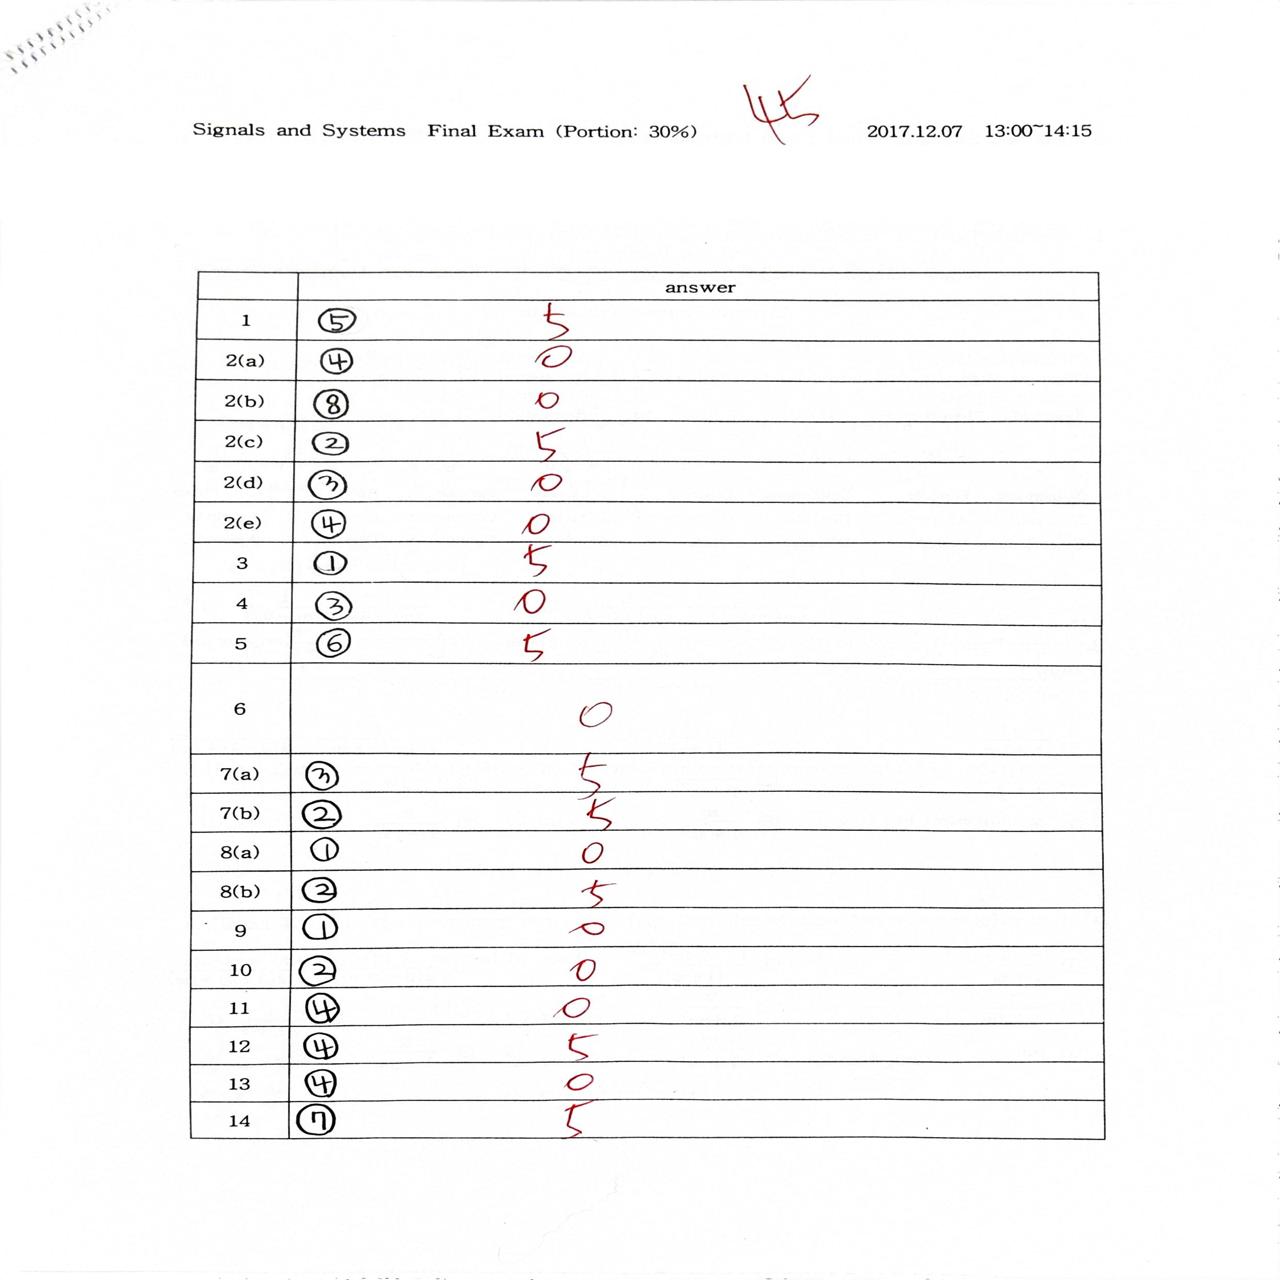 45
Signals and Systems Final Exam (Portion: 30%) 2017.12.07 13:00~14:15
answer
1 ⑤ 5
2(a) ④ 0
2(b) ⑧ 0
2(c) ② 5
2(d) ③ 0
2(e) ④ 0
3 ① 5
4 ③ 0
5 ⑥ 5
6 0
7(a) ③ 5
7(b) ② 5
8(a) ① 0
8(b) ② 5
9 ① 0
10 ② 0
11 ④ 0
12 ④ 5
13 ④ 0
14 ⑦ 5